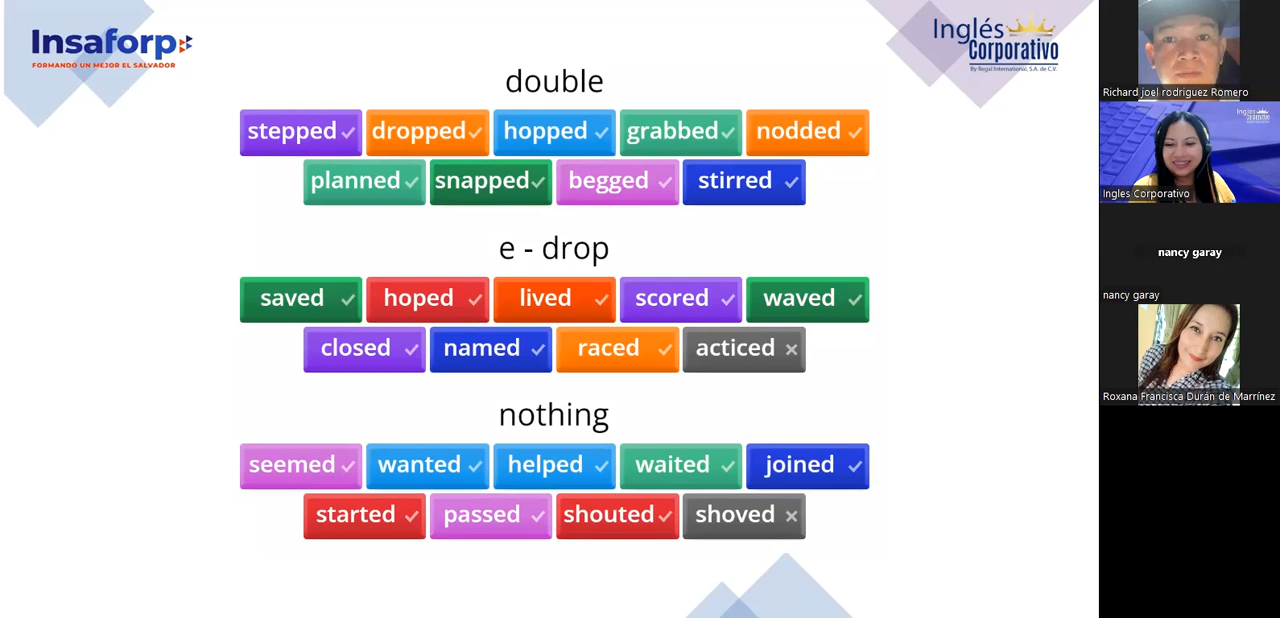 Insaforp
FORMANDO UN MEJOR EL SALVADOR
Inglés
Corporativo
By Regal International, S.A. de C.V.
double
stepped dropped hopped grabbed nodded
planned snapped begged stirred
e - drop
saved hoped lived scored waved
closed named raced acticed
nothing
seemed wanted helped waited joined
started passed shouted shoved
Richard joel rodriguez Romero
Inglés
Corporativo
Ingles Corporativo
nancy garay
nancy garay
Roxana Francisca Durán de Marrínez